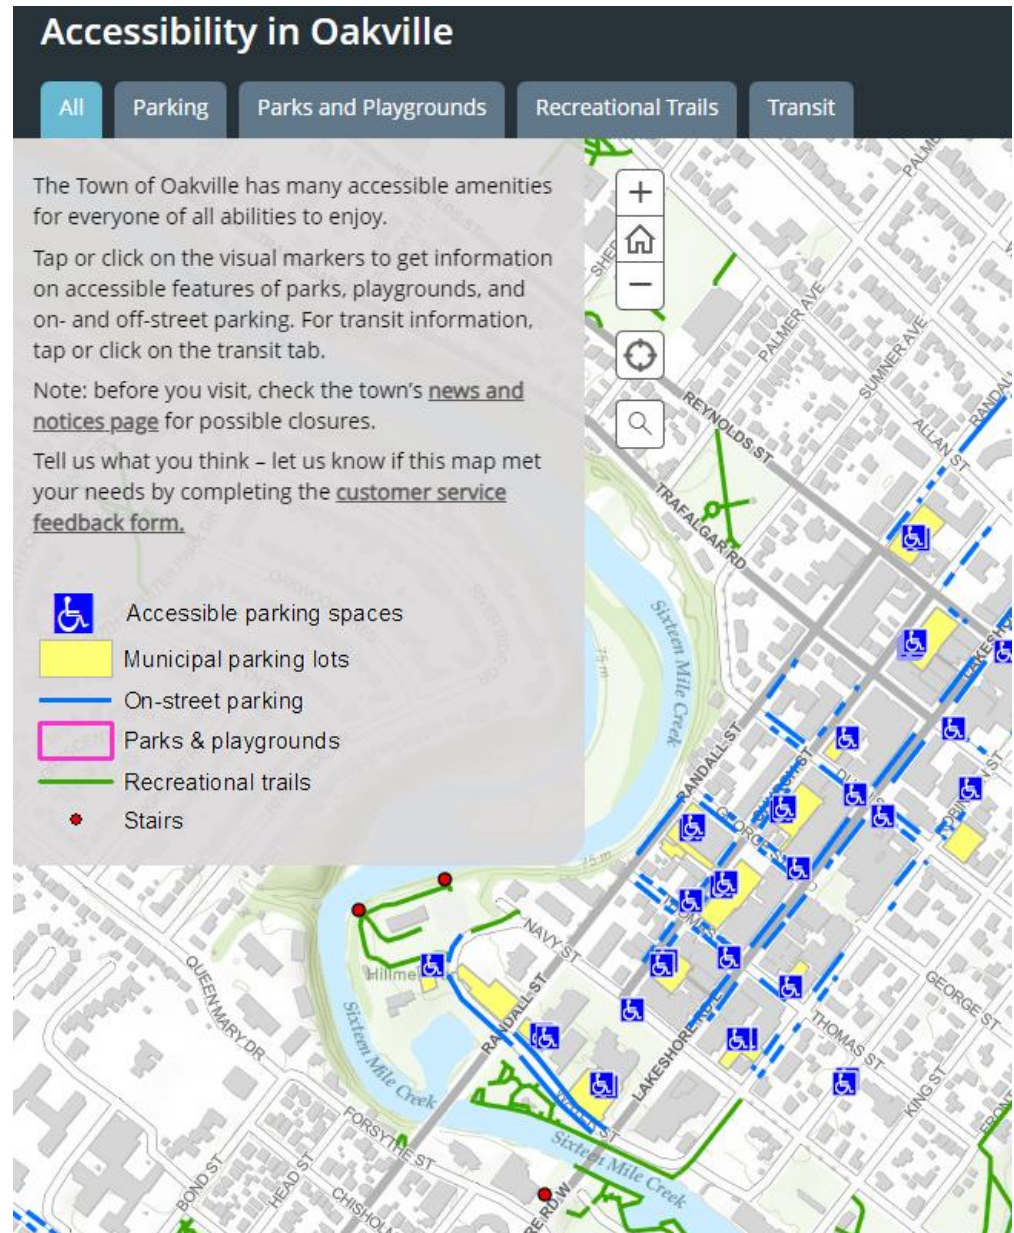 Accessibility in Oakville
All
Parking
Parks and Playgrounds
Recreational Trails
Transit
The Town of Oakville has many accessible amenities
for everyone of all abilities to enjoy.
Tap or click on the visual markers to get information
on accessible features of parks, playgrounds, and
on- and off-street parking. For transit information,
tap or click on the transit tab.
Note: before you visit, check the town's news and
notices page for possible closures.
Tell us what you think – let us know if this map met
your needs by completing the customer service
feedback form.
Accessible parking spaces
Municipal parking lots
On-street parking
Parks & playgrounds
Recreational trails
Stairs
PALMER AVE
SUMNER AVE
ALLAN ST
REYNOLDS ST
TRAFALGAR RD
Sixteen Mile Creek
75 m
RANDALL ST
GEORGE S
75 m
NAVY ST
RANDALL ST
LAKESHORE RD E
GEORGE ST
THOMAS ST
KING ST
QUEEN MARY DR
Sixteen Mile Creek
FORSYTHE ST
BOND ST
HEAD ST
Sixteen Mile Creek